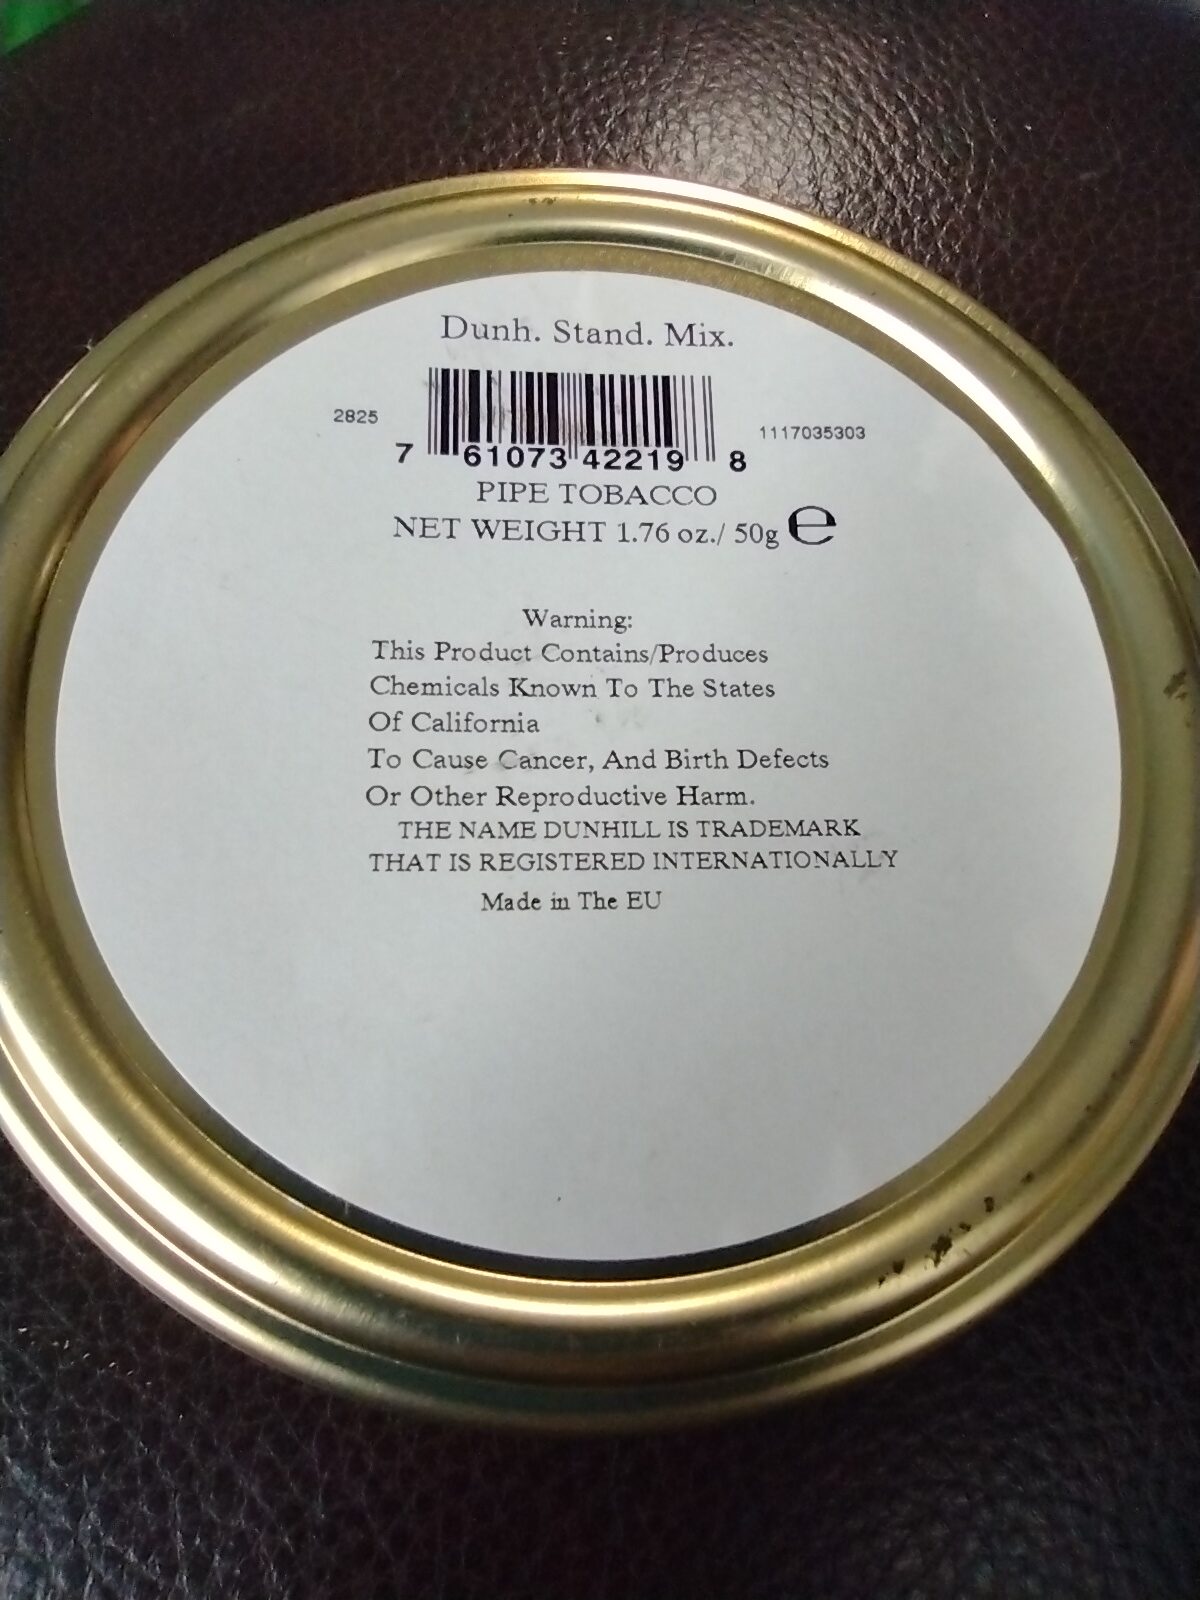 Dunh. Stand. Mix.
2825
1117035303
7 61073 42219 8
PIPE TOBACCO
NET WEIGHT 1.76 oz./ 50g ℮
Warning:
This Product Contains/Produces
Chemicals Known To The States
Of California
To Cause Cancer, And Birth Defects
Or Other Reproductive Harm.
THE NAME DUNHILL IS TRADEMARK
THAT IS REGISTERED INTERNATIONALLY
Made in The EU